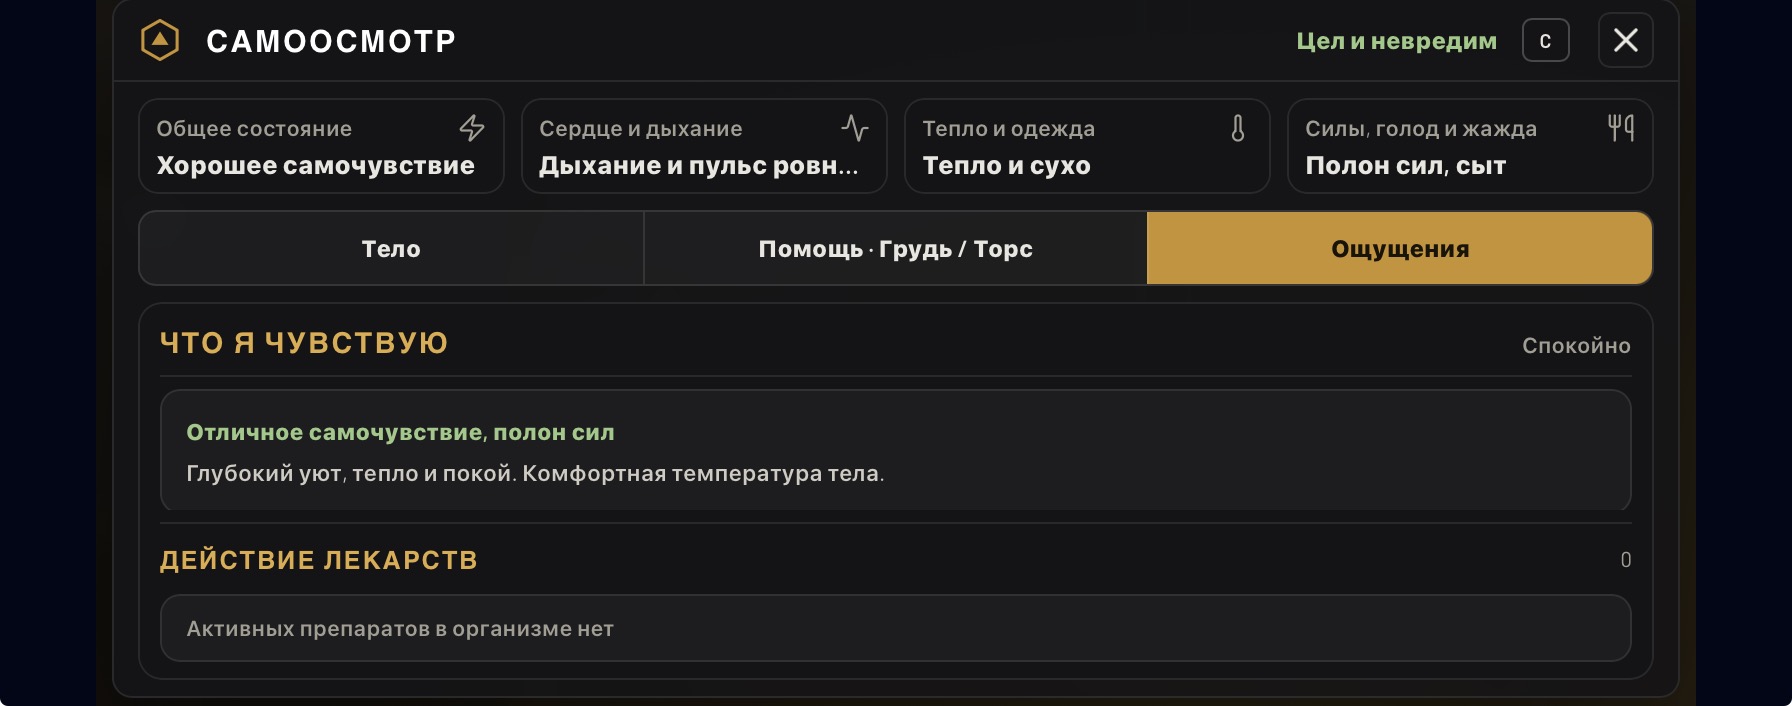 САМООСМОТР
Цел и невредим
C
Общее состояние
Хорошее самочувствие
Сердце и дыхание
Дыхание и пульс ровн...
Тепло и одежда
Тепло и сухо
Силы, голод и жажда
Полон сил, сыт
Тело
Помощь · Грудь / Торс
Ощущения
ЧТО Я ЧУВСТВУЮ
Спокойно
Отличное самочувствие, полон сил
Глубокий уют, тепло и покой. Комфортная температура тела.
ДЕЙСТВИЕ ЛЕКАРСТВ
0
Активных препаратов в организме нет